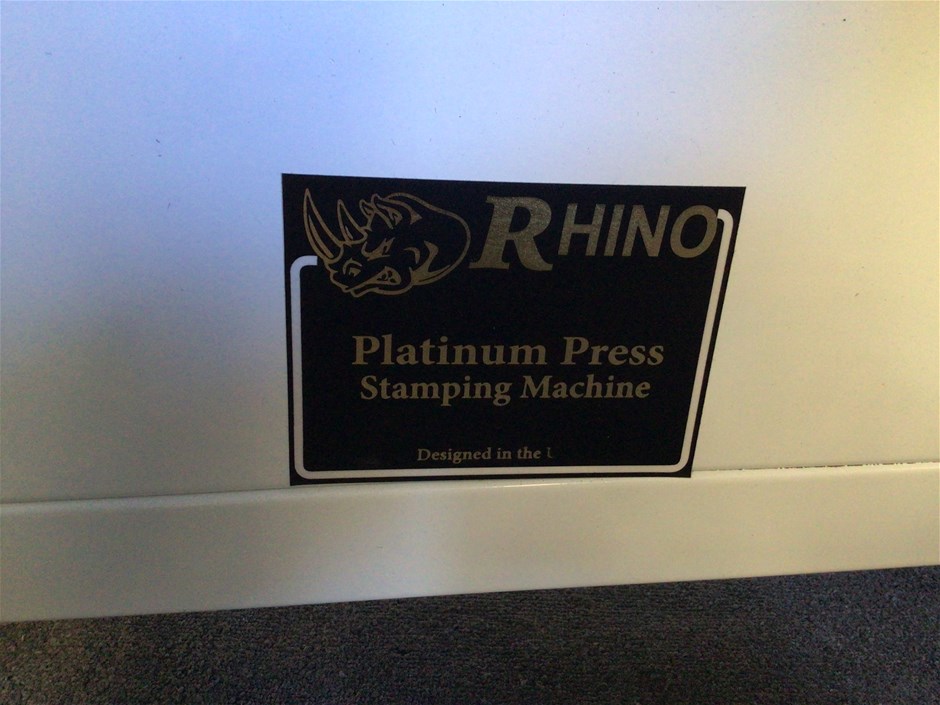 RHINO
Platinum Press
Stamping Machine
Designed in the